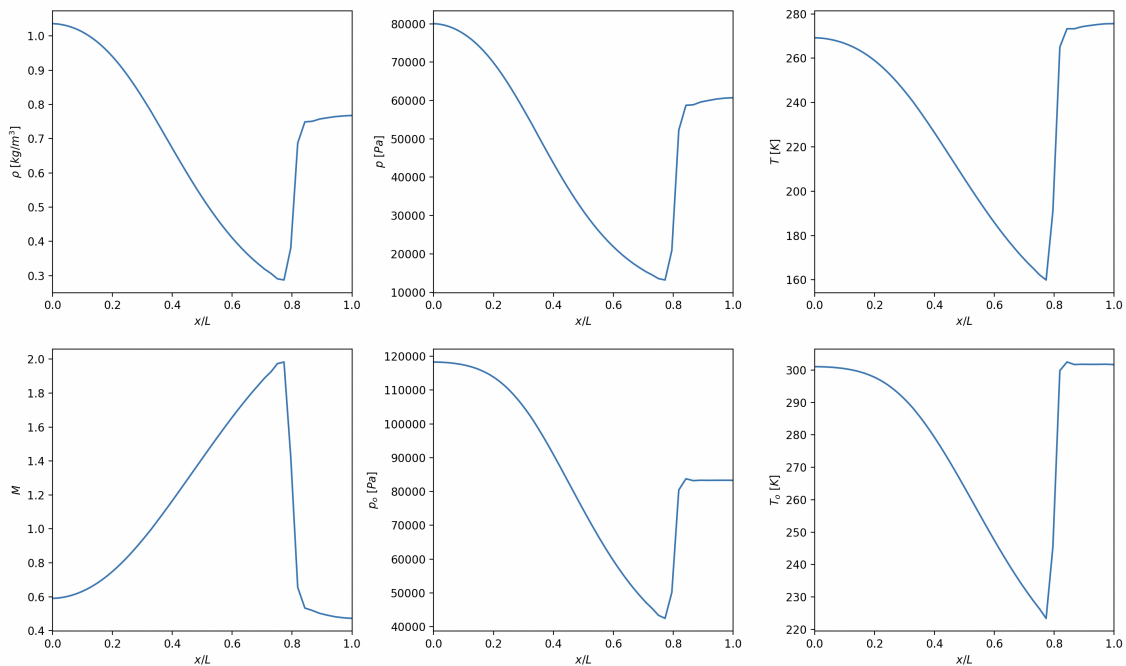 1.0
0.9
0.8
0.7
0.6
0.5
0.4
0.3
ρ [kg/m³]
0.0 0.2 0.4 0.6 0.8 1.0
x/L
80000
70000
60000
50000
40000
30000
20000
10000
p [Pa]
0.0 0.2 0.4 0.6 0.8 1.0
x/L
280
260
240
220
200
180
160
T [K]
0.0 0.2 0.4 0.6 0.8 1.0
x/L
2.0
1.8
1.6
1.4
1.2
1.0
0.8
0.6
0.4
M
0.0 0.2 0.4 0.6 0.8 1.0
x/L
120000
110000
100000
90000
80000
70000
60000
50000
40000
pₒ [Pa]
0.0 0.2 0.4 0.6 0.8 1.0
x/L
300
290
280
270
260
250
240
230
220
Tₒ [K]
0.0 0.2 0.4 0.6 0.8 1.0
x/L